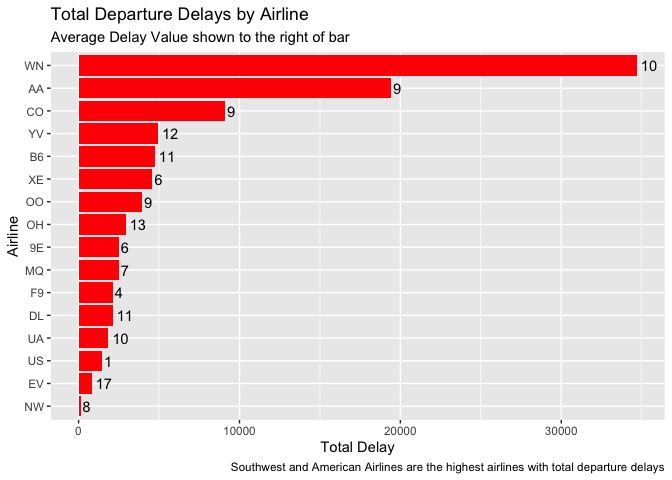 Total Departure Delays by Airline
Average Delay Value shown to the right of bar
WN 10
AA 9
CO 9
YV 12
B6 11
XE 6
OO 9
OH 13
9E 6
MQ 7
F9 4
DL 11
UA 10
US 1
EV 17
NW 8
Airline
0 10000 20000 30000
Total Delay
Southwest and American Airlines are the highest airlines with total departure delays